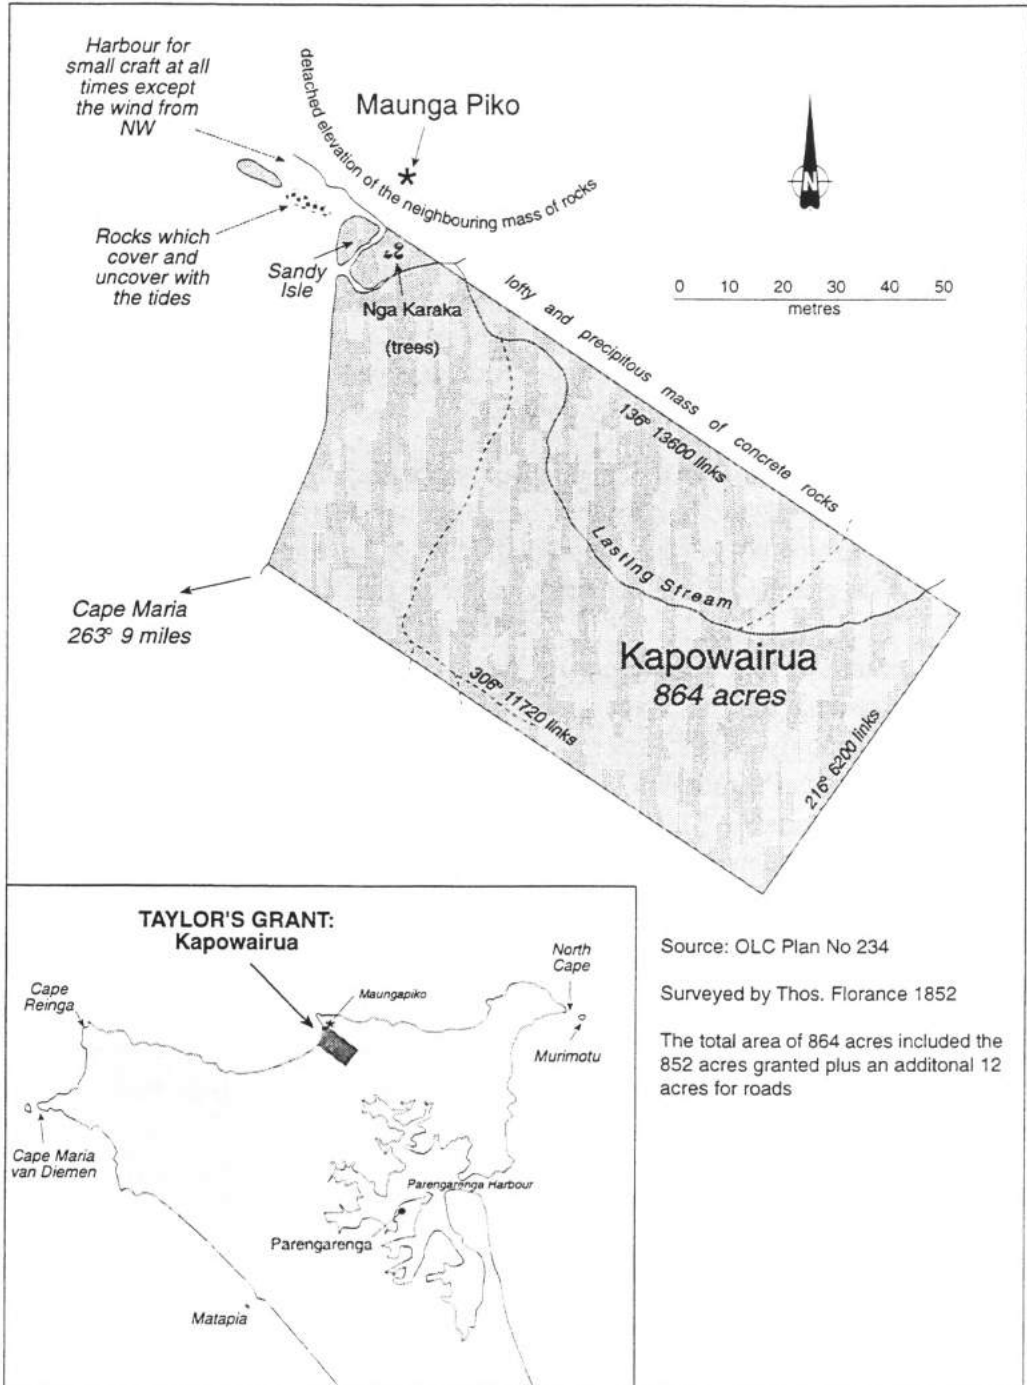 Harbour for
small craft at all
times except
the wind from
NW
detached elevation of the neighbouring mass of rocks
Maunga Piko
N
Rocks which
cover and
uncover with
the tides
Sandy
Isle
Nga Karaka
(trees)
0 10 20 30 40 50
metres
lofty and precipitous mass of concrete rocks
136° 13600 links
Lasting Stream
Cape Maria
263° 9 miles
Kapowairua
864 acres
306° 11720 links
216° 6200 links
TAYLOR'S GRANT:
Kapowairua
Cape
Reinga
Maungapiko
North
Cape
Murimotu
Cape Maria
van Diemen
Parengarenga Harbour
Parengarenga
Matapia
Source: OLC Plan No 234
Surveyed by Thos. Florance 1852
The total area of 864 acres included the
852 acres granted plus an additonal 12
acres for roads